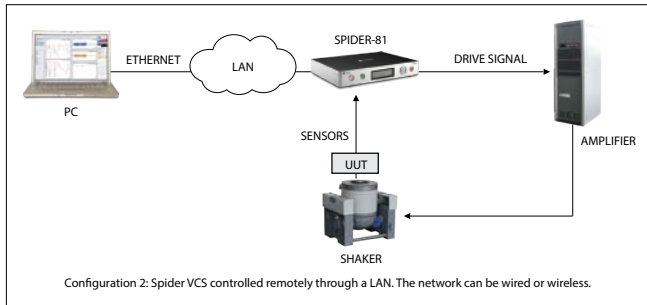 SPIDER-81
ETHERNET
LAN
DRIVE SIGNAL
PC
SENSORS
AMPLIFIER
UUT
SHAKER
Configuration 2: Spider VCS controlled remotely through a LAN. The network can be wired or wireless.